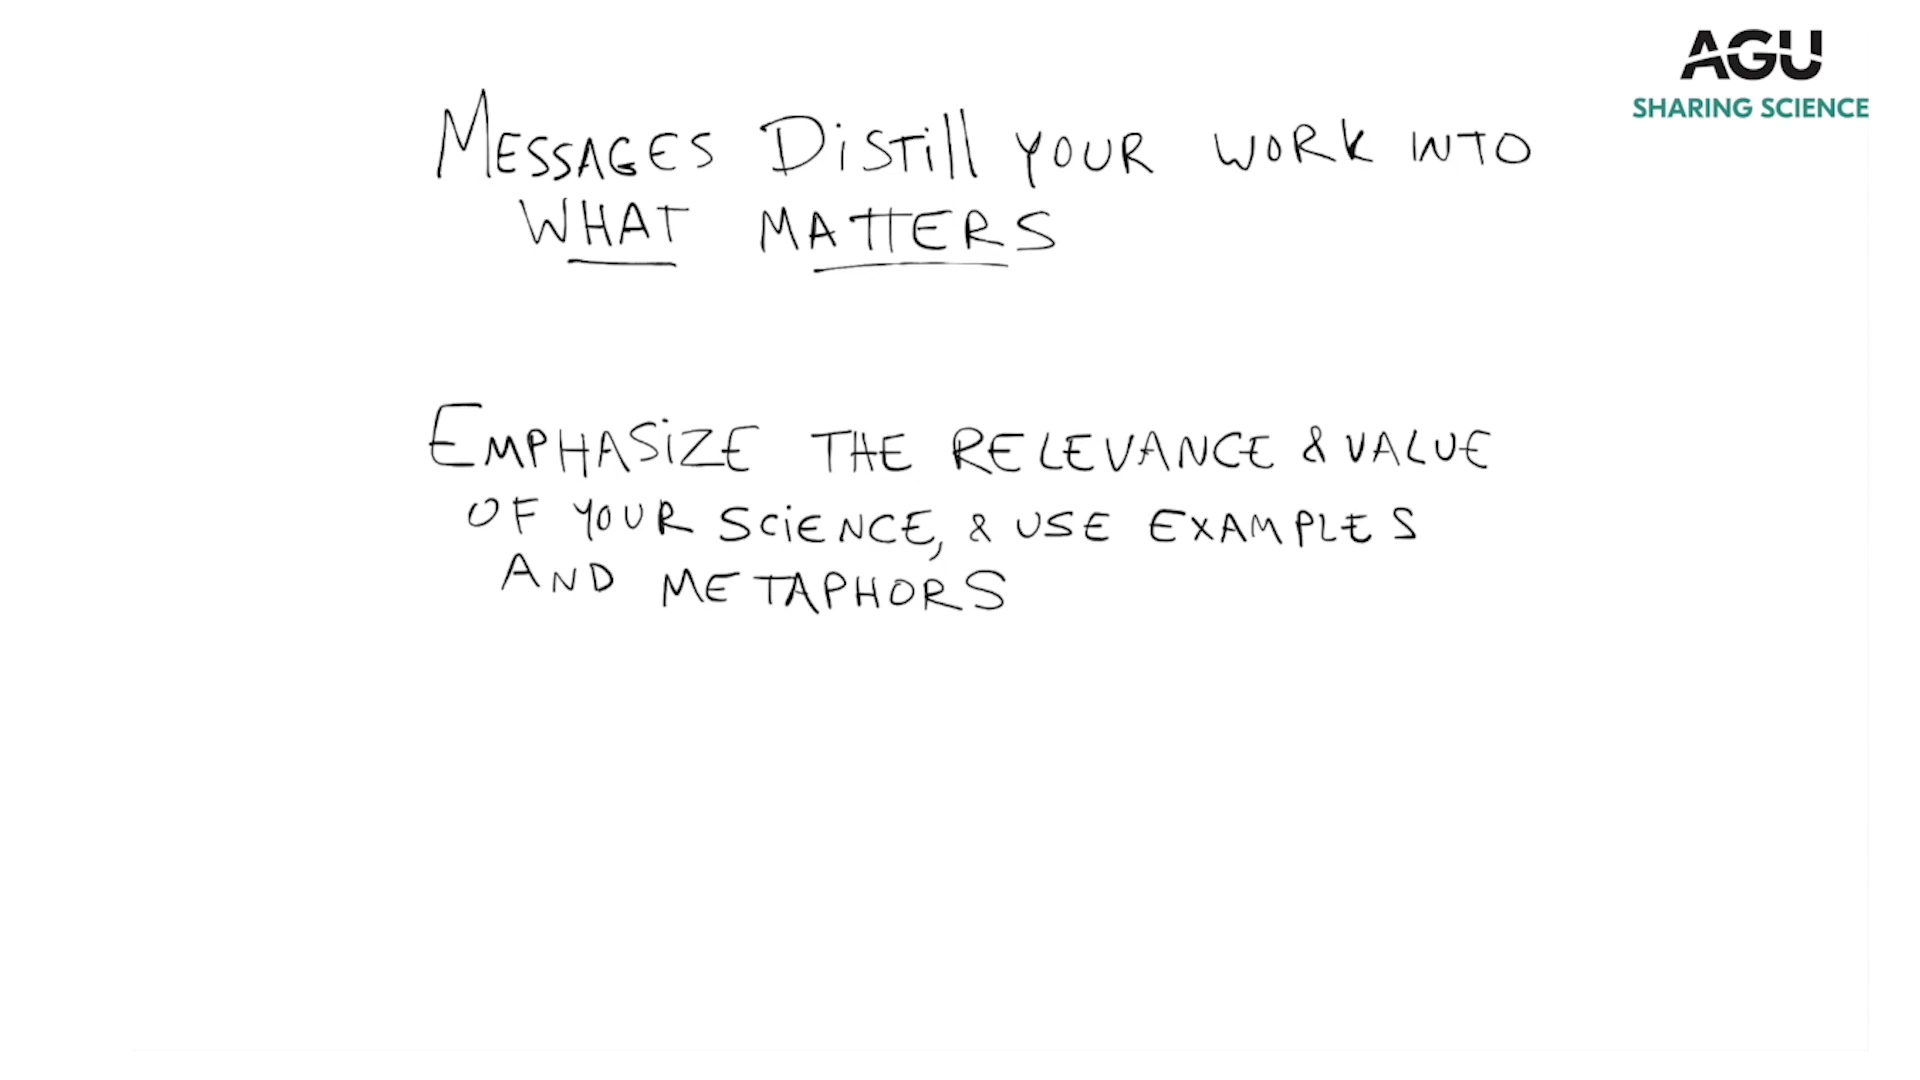 AGU
SHARING SCIENCE
MESSAGES DiSTill YOUR WORK INTO
WHAT MATTERS
EMPHASiZE THE RELEVANCE & VALUE
OF YOUR SCiENCE, & USE EXAMPLES
AND METAPHORS